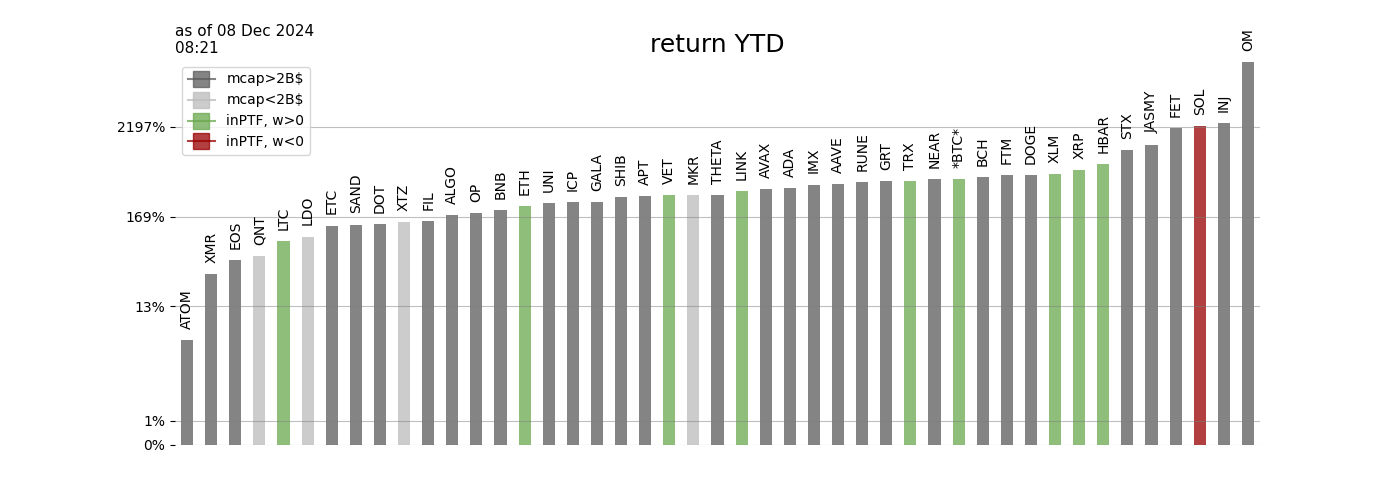 as of 08 Dec 2024
08:21
return YTD
mcap>2B$
mcap<2B$
inPTF, w>0
inPTF, w<0
2197%
169%
13%
1%
0%
ATOM
XMR
EOS
QNT
LTC
LDO
ETC
SAND
DOT
XTZ
FIL
ALGO
OP
BNB
ETH
UNI
ICP
GALA
SHIB
APT
VET
MKR
THETA
LINK
AVAX
ADA
IMX
AAVE
RUNE
GRT
TRX
NEAR
*BTC*
BCH
FTM
DOGE
XLM
XRP
HBAR
STX
JASMY
FET
SOL
INJ
OM